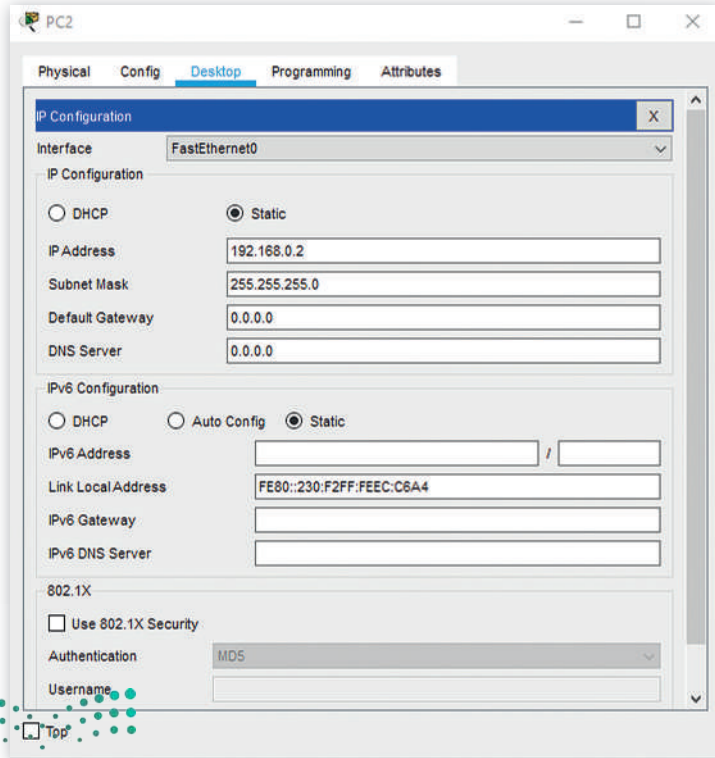 PC2
Physical Config Desktop Programming Attributes
IP Configuration X
Interface FastEthernet0
IP Configuration
DHCP Static
IP Address 192.168.0.2
Subnet Mask 255.255.255.0
Default Gateway 0.0.0.0
DNS Server 0.0.0.0
IPv6 Configuration
DHCP Auto Config Static
IPv6 Address /
Link Local Address FE80::230:F2FF:FEEC:C6A4
IPv6 Gateway
IPv6 DNS Server
802.1X
Use 802.1X Security
Authentication MD5
Username
Top